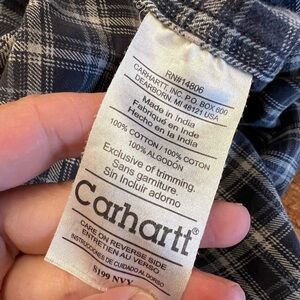 RN#14806
CARHARTT, INC. P.O. BOX 600
DEARBORN, MI 48121 USA
Made in India
Fabriqué en Inde
Hecho en la India
100% COTTON / 100% COTON
100% ALGODÓN
Exclusive of trimming.
Sans garniture.
Sin incluir adorno
Carhartt®
CARE ON REVERSE SIDE
ENTRETIEN AU VERSO
INSTRUCCIONES DE CUIDADO AL DORSO
S199 NVY